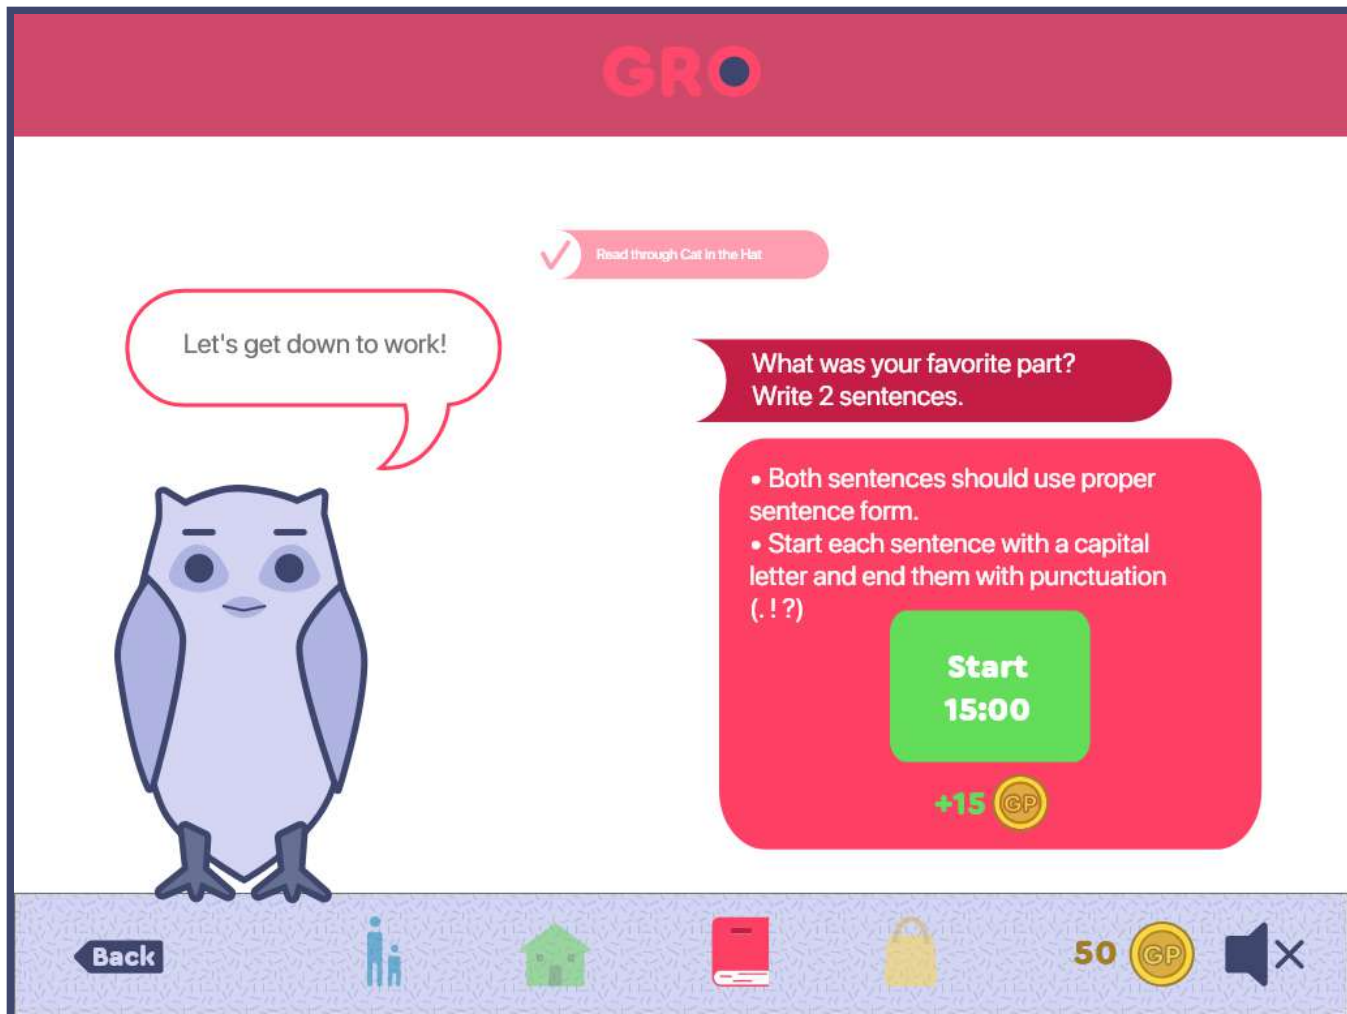 GRO
Read through Cat in the Hat
Let's get down to work!
What was your favorite part?
Write 2 sentences.
• Both sentences should use proper
sentence form.
• Start each sentence with a capital
letter and end them with punctuation
(. ! ?)
Start
15:00
+15 GP
Back
50 GP